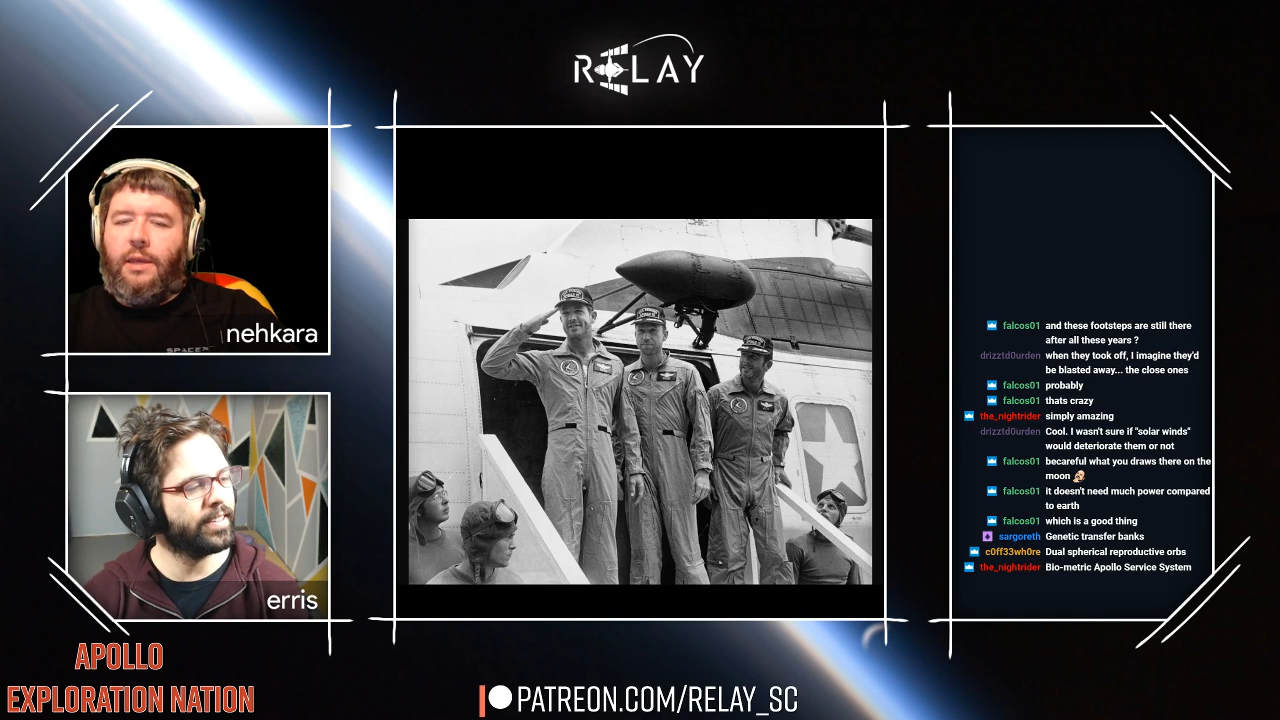 RELAY
nehkara
SPACEX
erris
APOLLO
EXPLORATION NATION
PATREON.COM/RELAY_SC
falcos01 and these footsteps are still there
after all these years ?
drizztd0urden when they took off, I imagine they'd
be blasted away... the close ones
falcos01 probably
falcos01 thats crazy
the_nightrider simply amazing
drizztd0urden Cool. I wasn't sure if "solar winds"
would deteriorate them or not
falcos01 becareful what you draws there on the
moon
falcos01 it doesn't need much power compared
to earth
falcos01 which is a good thing
sargoreth Genetic transfer banks
c0ff33wh0re Dual spherical reproductive orbs
the_nightrider Bio-metric Apollo Service System